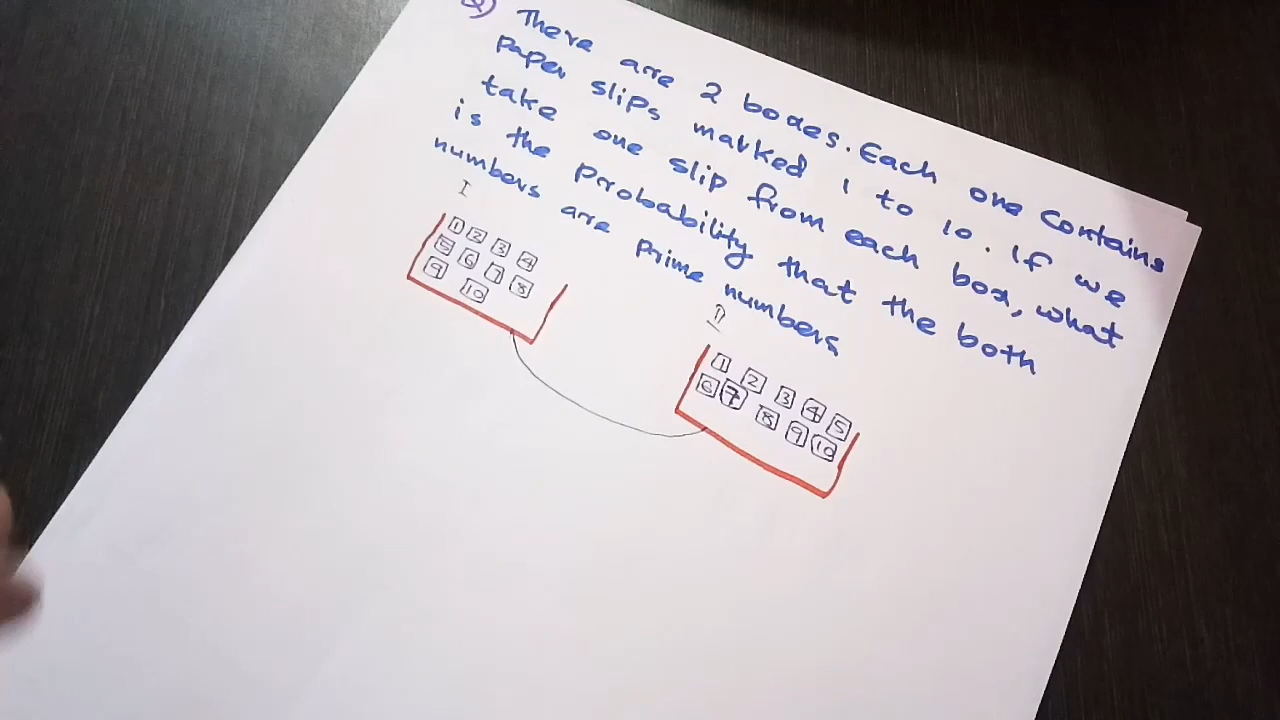 Q) There are 2 boxes. Each one contains
paper slips marked 1 to 10. If we
take one slip from each box, what
is the probability that the both
numbers are prime numbers
I
1 2 3 4
5 6 7 8
9 10
II
1 2 3 4 5
6 7 8 9 10